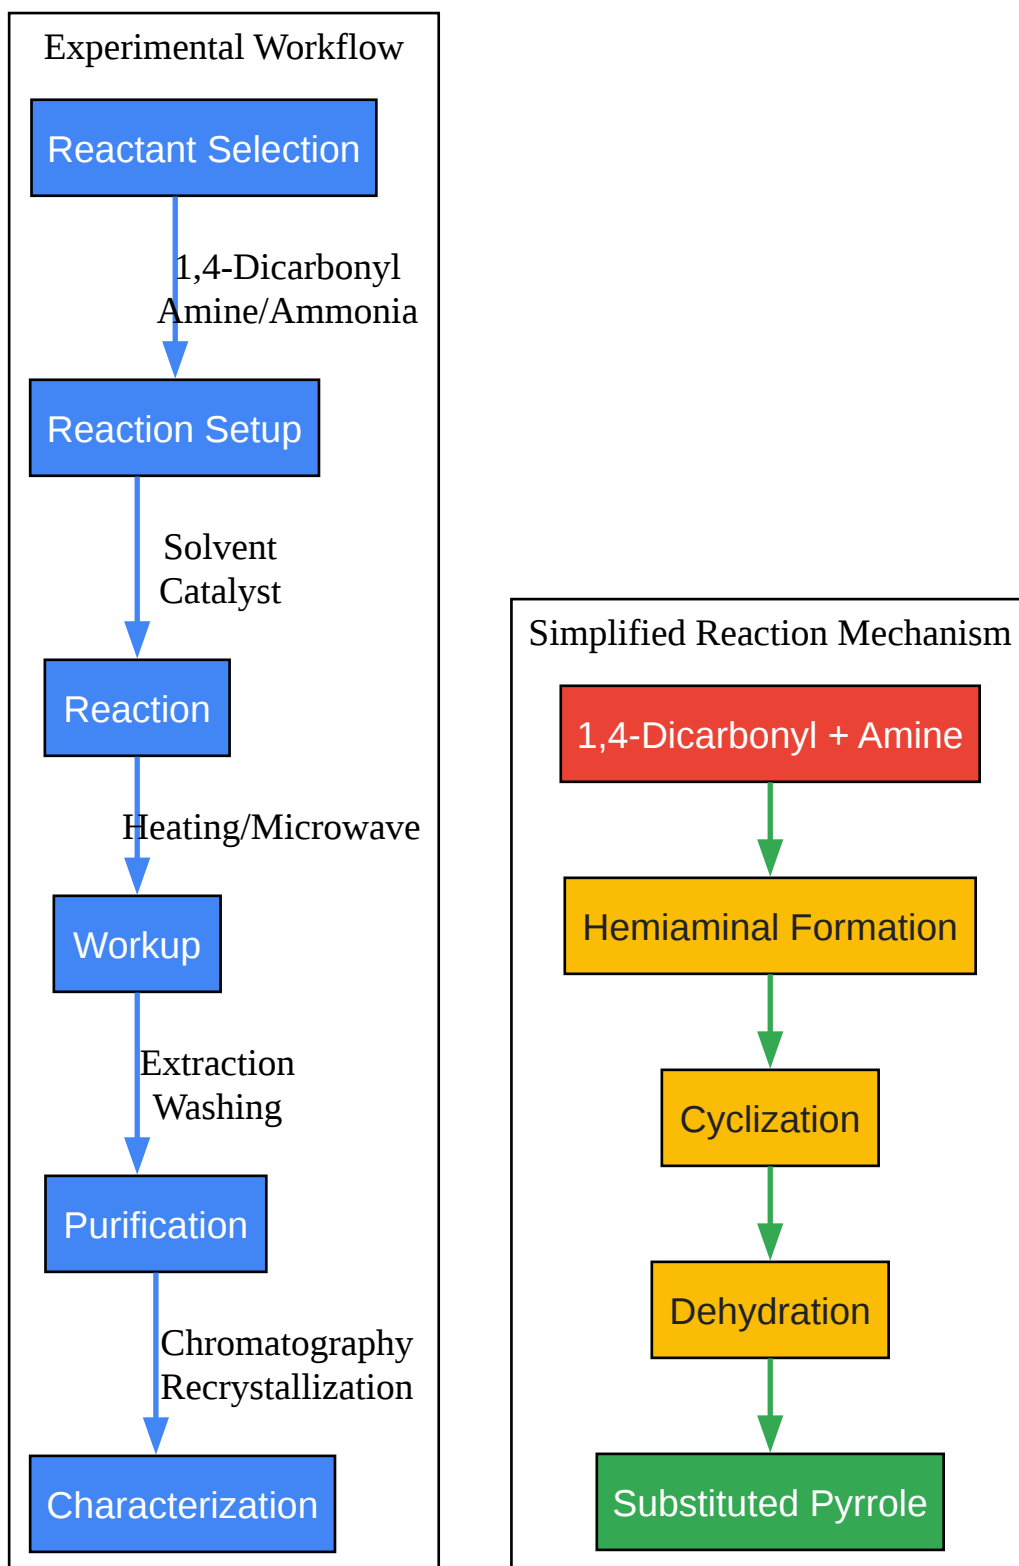 Experimental Workflow
Reactant Selection
1,4-Dicarbonyl
Amine/Ammonia
Reaction Setup
Solvent
Catalyst
Reaction
Heating/Microwave
Workup
Extraction
Washing
Purification
Chromatography
Recrystallization
Characterization
Simplified Reaction Mechanism
1,4-Dicarbonyl + Amine
Hemiaminal Formation
Cyclization
Dehydration
Substituted Pyrrole